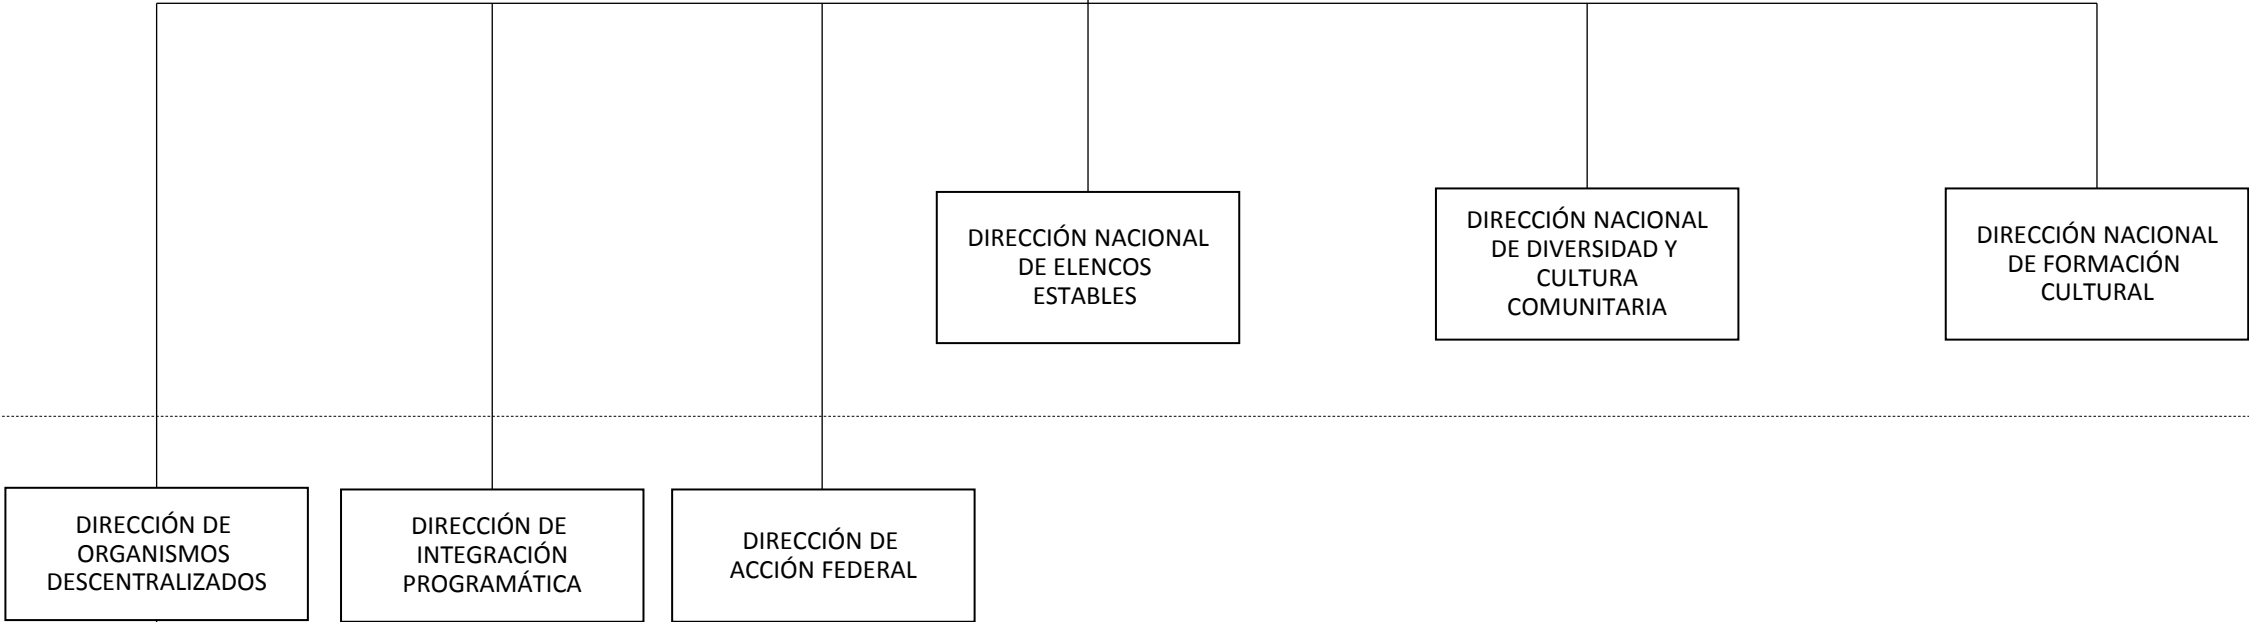 DIRECCIÓN NACIONAL
DE ELENCOS
ESTABLES
DIRECCIÓN NACIONAL
DE DIVERSIDAD Y
CULTURA
COMUNITARIA
DIRECCIÓN NACIONAL
DE FORMACIÓN
CULTURAL
DIRECCIÓN DE
ORGANISMOS
DESCENTRALIZADOS
DIRECCIÓN DE
INTEGRACIÓN
PROGRAMÁTICA
DIRECCIÓN DE
ACCIÓN FEDERAL